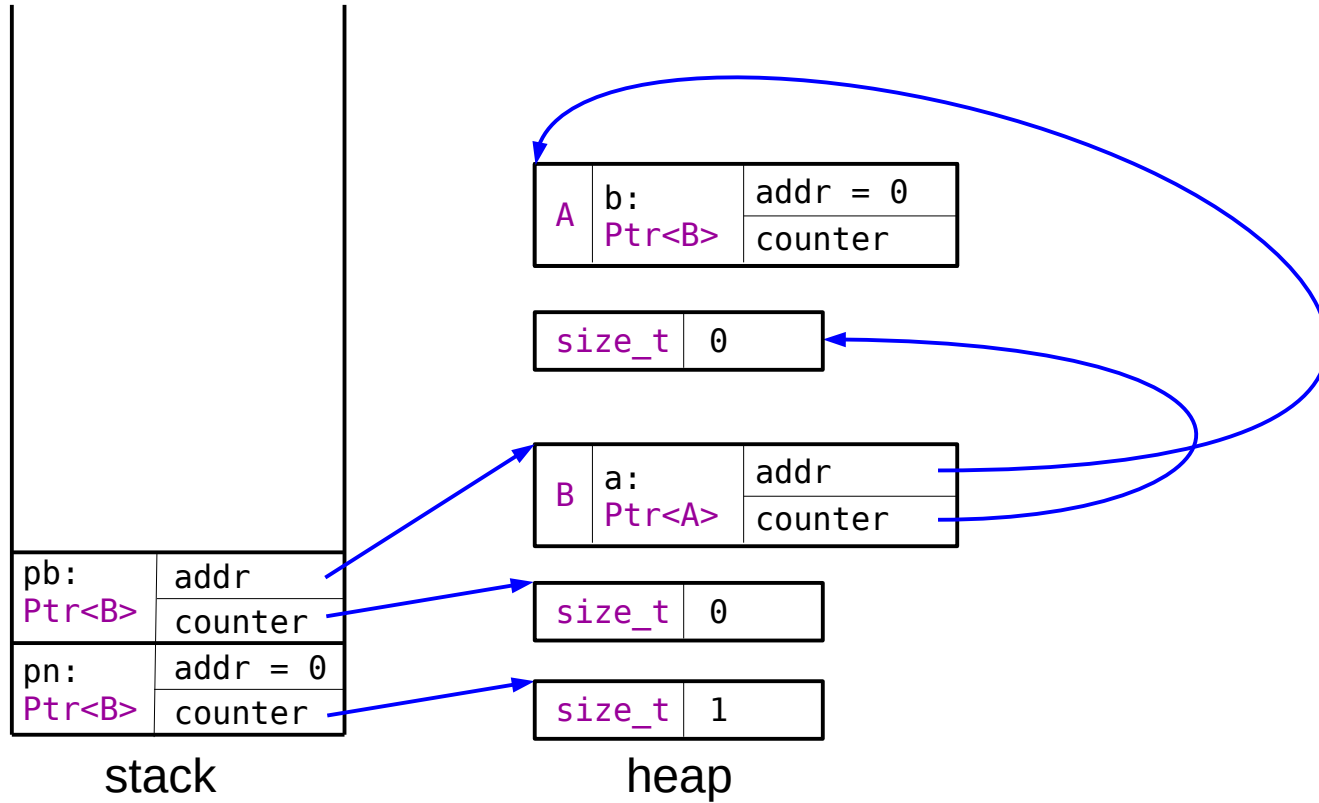 A
b:
Ptr<B>
addr = 0
counter
size_t 0
B
a:
Ptr<A>
addr
counter
pb:
Ptr<B>
addr
counter
size_t 0
pn:
Ptr<B>
addr = 0
counter
size_t 1
stack
heap